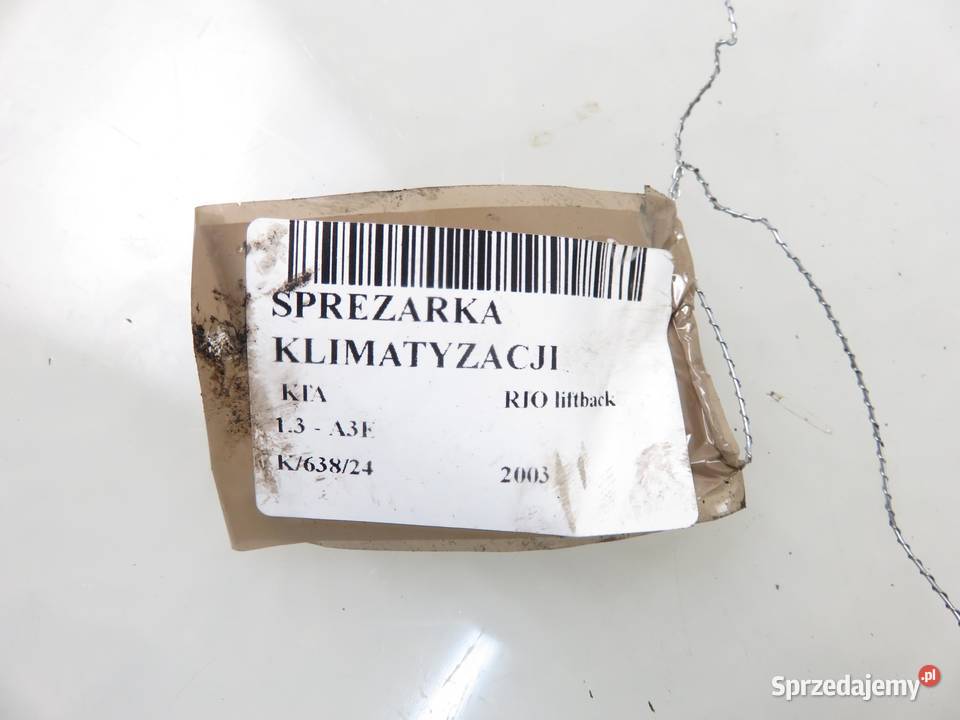 SPREZARKA
KLIMATYZACJI
KIA RIO liftback
1.3 - A3E
K/638/24 2003
Sprzedajemy.pl